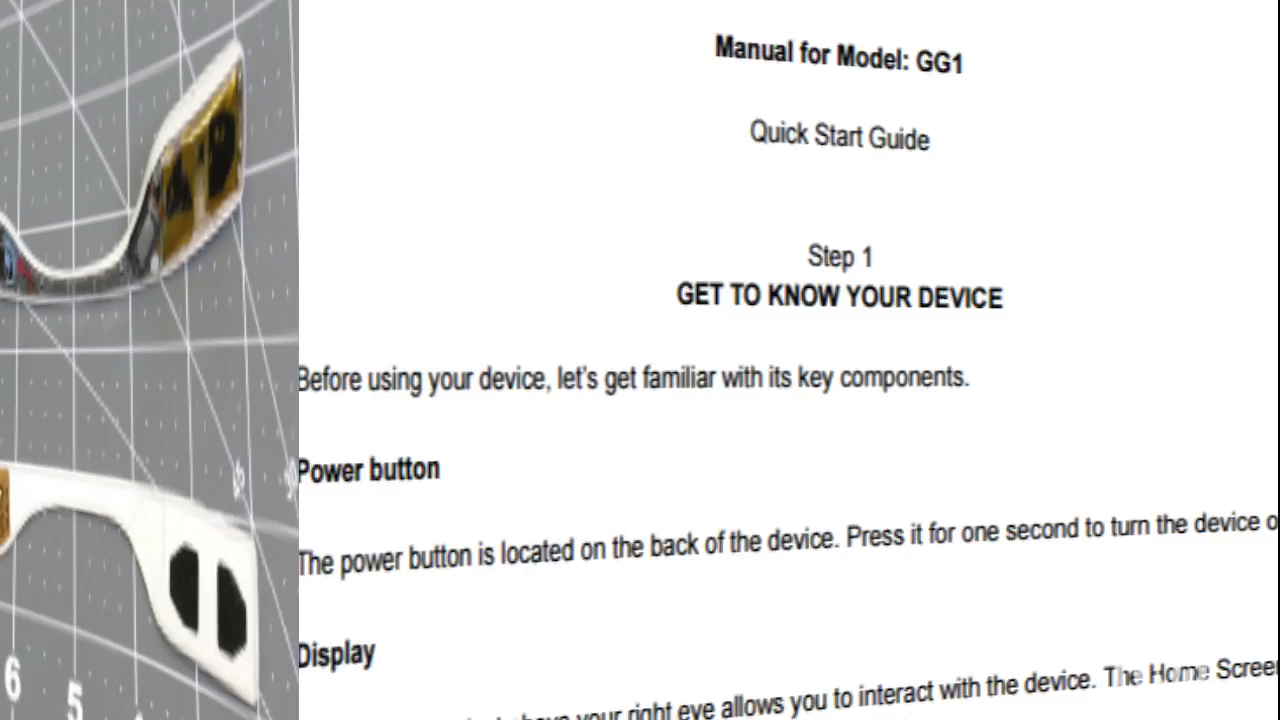 Manual for Model: GG1
Quick Start Guide
Step 1
GET TO KNOW YOUR DEVICE
Before using your device, let's get familiar with its key components.
Power button
The power button is located on the back of the device. Press it for one second to turn the device o
Display
above your right eye allows you to interact with the device. The Home Screen
6
5